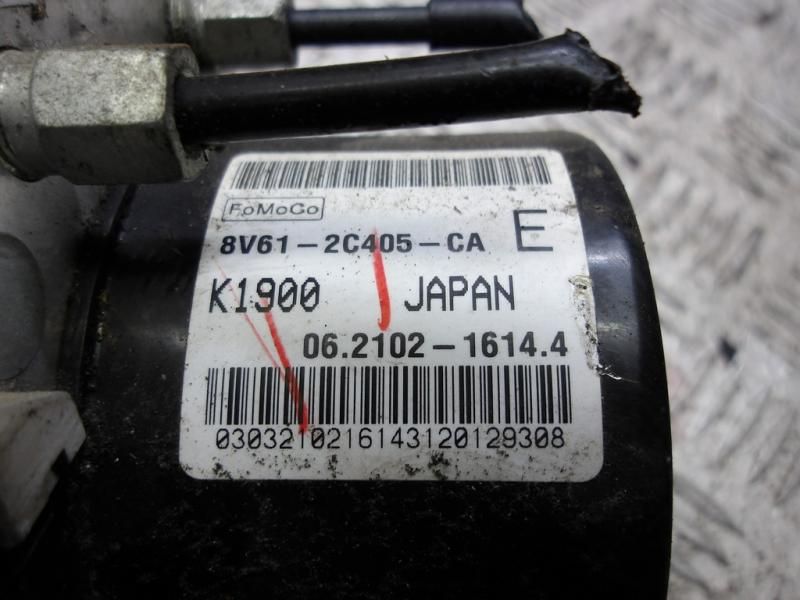 FoMoCo
8V61-2C405-CA E
K1900 JAPAN
06.2102-1614.4
0303210216143120129308